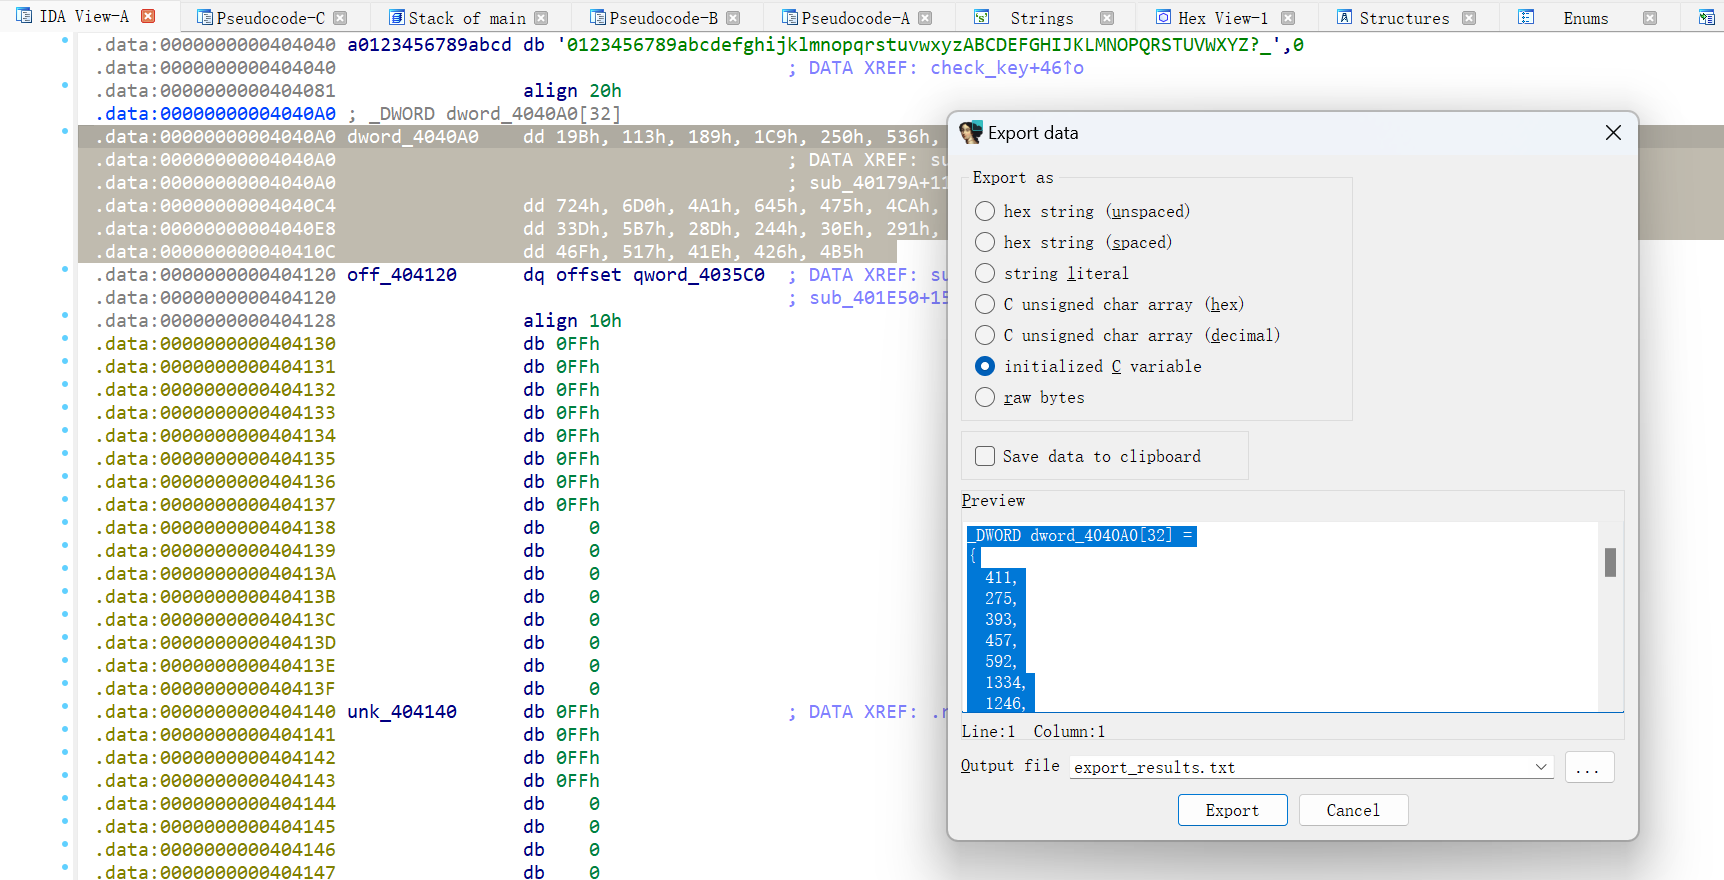 IDA View-A Pseudocode-C Stack of main Pseudocode-B Pseudocode-A Strings Hex View-1 Structures Enums
.data:0000000000404040 a0123456789abcd db '0123456789abcdefghijklmnopqrstuvwxyzABCDEFGHIJKLMNOPQRSTUVWXYZ?_',0
.data:0000000000404040 ; DATA XREF: check_key+46↑o
.data:0000000000404081 align 20h
.data:00000000004040A0 ; _DWORD dword_4040A0[32]
.data:00000000004040A0 dword_4040A0 dd 19Bh, 113h, 189h, 1C9h, 250h, 536h,
.data:00000000004040A0 ; DATA XREF: su
.data:00000000004040A0 ; sub_40179A+11
.data:00000000004040C4 dd 724h, 6D0h, 4A1h, 645h, 475h, 4CAh,
.data:00000000004040E8 dd 33Dh, 5B7h, 28Dh, 244h, 30Eh, 291h,
.data:000000000040410C dd 46Fh, 517h, 41Eh, 426h, 4B5h
.data:0000000000404120 off_404120 dq offset qword_4035C0 ; DATA XREF: su
.data:0000000000404120 ; sub_401E50+15
.data:0000000000404128 align 10h
.data:0000000000404130 db 0FFh
.data:0000000000404131 db 0FFh
.data:0000000000404132 db 0FFh
.data:0000000000404133 db 0FFh
.data:0000000000404134 db 0FFh
.data:0000000000404135 db 0FFh
.data:0000000000404136 db 0FFh
.data:0000000000404137 db 0FFh
.data:0000000000404138 db 0
.data:0000000000404139 db 0
.data:000000000040413A db 0
.data:000000000040413B db 0
.data:000000000040413C db 0
.data:000000000040413D db 0
.data:000000000040413E db 0
.data:000000000040413F db 0
.data:0000000000404140 unk_404140 db 0FFh ; DATA XREF: .r
.data:0000000000404141 db 0FFh
.data:0000000000404142 db 0FFh
.data:0000000000404143 db 0FFh
.data:0000000000404144 db 0
.data:0000000000404145 db 0
.data:0000000000404146 db 0
.data:0000000000404147 db 0
Export data
Export as
hex string (unspaced)
hex string (spaced)
string literal
C unsigned char array (hex)
C unsigned char array (decimal)
initialized C variable
raw bytes
Save data to clipboard
Preview
_DWORD dword_4040A0[32] =
{
411,
275,
393,
457,
592,
1334,
1246,
Line:1 Column:1
Output file export_results.txt ...
Export Cancel